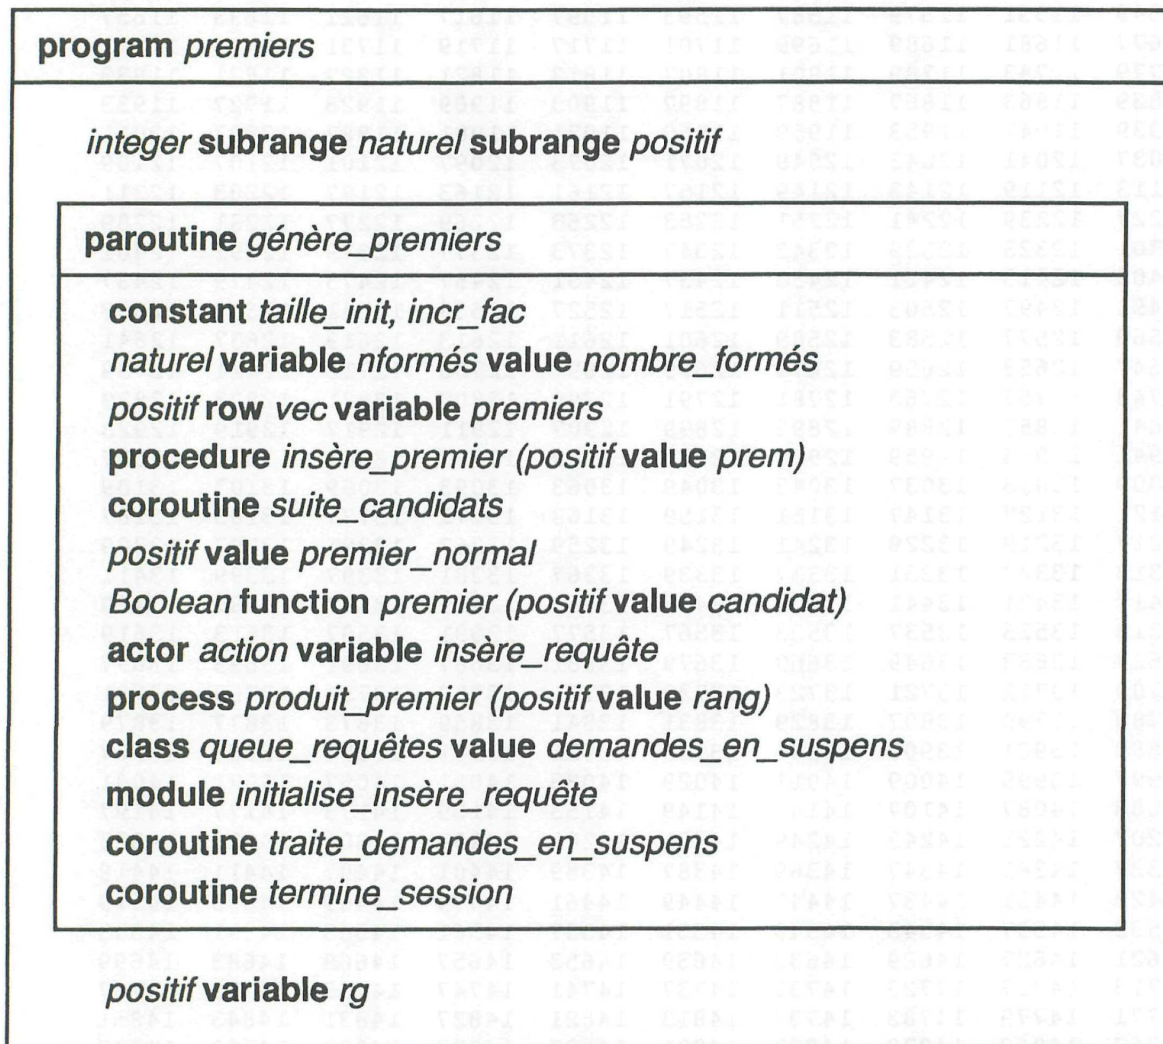 program premiers
integer subrange naturel subrange positif
paroutine génère_premiers
constant taille_init, incr_fac
naturel variable nformés value nombre_formés
positif row vec variable premiers
procedure insère_premier (positif value prem)
coroutine suite_candidats
positif value premier_normal
Boolean function premier (positif value candidat)
actor action variable insère_requête
process produit_premier (positif value rang)
class queue_requêtes value demandes_en_suspens
module initialise_insère_requête
coroutine traite_demandes_en_suspens
coroutine termine_session
positif variable rg